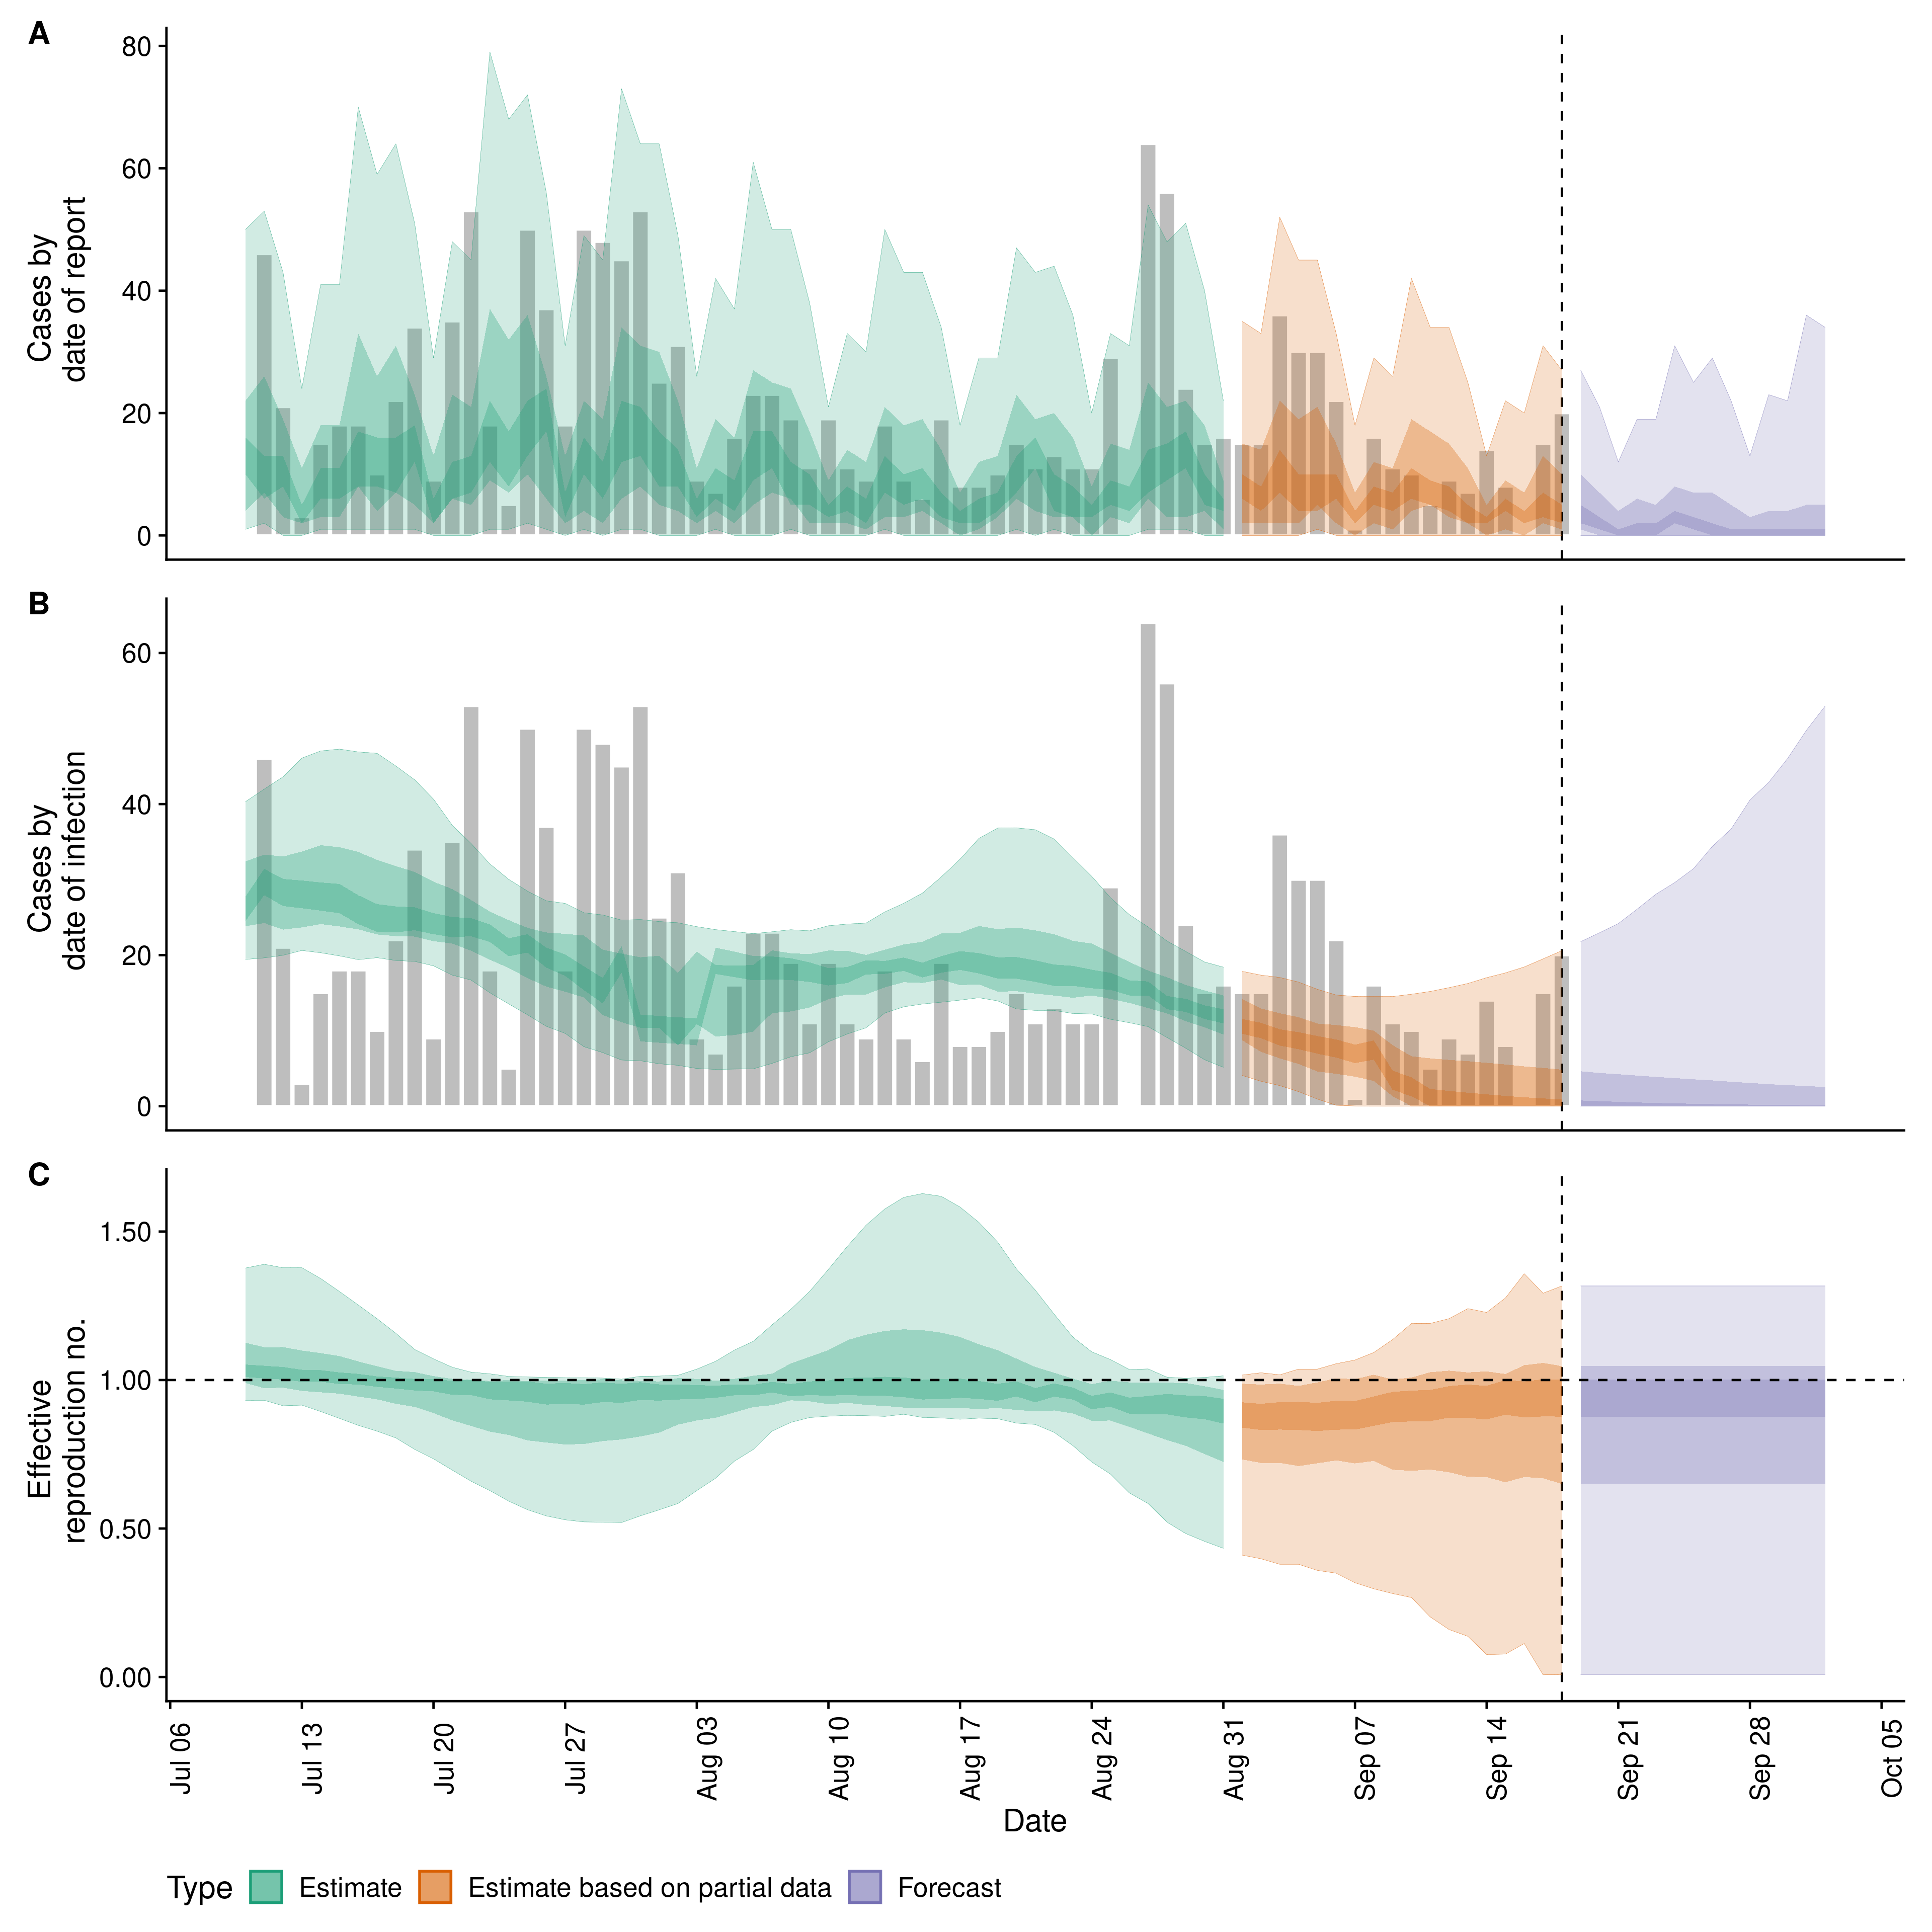 A
80
60
40
20
0
Cases by
date of report
B
60
40
20
0
Cases by
date of infection
C
1.50
1.00
0.50
0.00
Effective
reproduction no.
Jul 06
Jul 13
Jul 20
Jul 27
Aug 03
Aug 10
Aug 17
Aug 24
Aug 31
Sep 07
Sep 14
Sep 21
Sep 28
Oct 05
Date
Type Estimate Estimate based on partial data Forecast